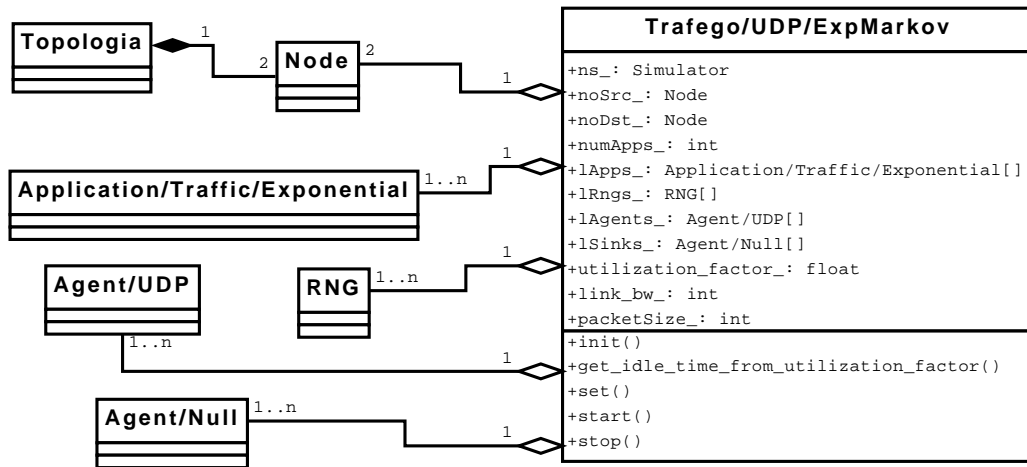 Topologia
1
2
Node
2
1
Trafego/UDP/ExpMarkov
+ns_: Simulator
+noSrc_: Node
+noDst_: Node
+numApps_: int
+lApps_: Application/Traffic/Exponential[]
+lRngs_: RNG[]
+lAgents_: Agent/UDP[]
+lSinks_: Agent/Null[]
+utilization_factor_: float
+link_bw_: int
+packetSize_: int
+init()
+get_idle_time_from_utilization_factor()
+set()
+start()
+stop()
Application/Traffic/Exponential
1..n
1
Agent/UDP
1..n
1
RNG
1..n
1
Agent/Null
1..n
1